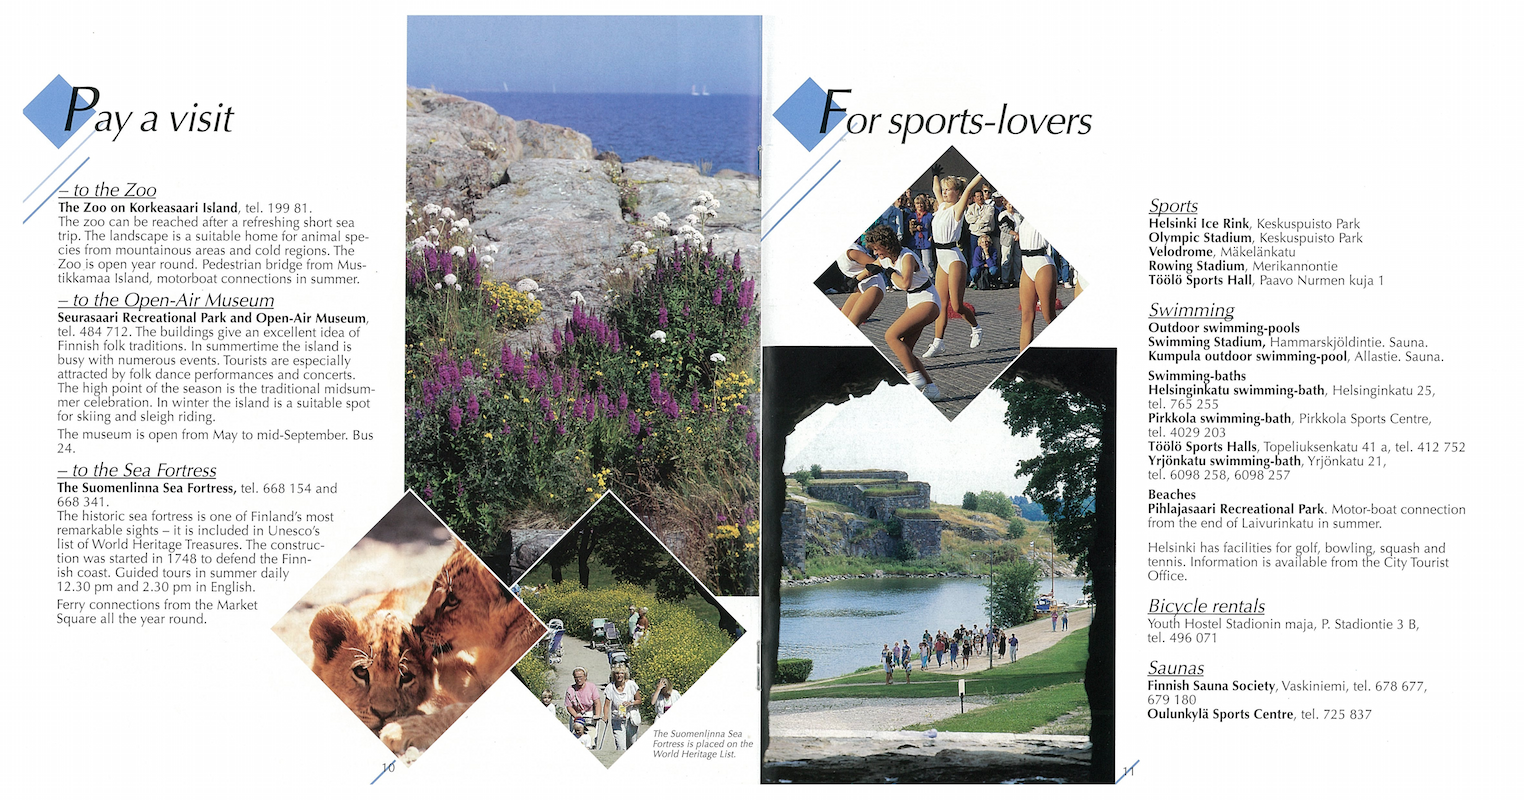 Pay a visit
– to the Zoo
The Zoo on Korkeasaari Island, tel. 199 81.
The zoo can be reached after a refreshing short sea
trip. The landscape is a suitable home for animal spe-
cies from mountainous areas and cold regions. The
Zoo is open year round. Pedestrian bridge from Mus-
tikkamaa Island, motorboat connections in summer.
– to the Open-Air Museum
Seurasaari Recreational Park and Open-Air Museum,
tel. 484 712. The buildings give an excellent idea of
Finnish folk traditions. In summertime the island is
busy with numerous events. Tourists are especially
attracted by folk dance performances and concerts.
The high point of the season is the traditional midsum-
mer celebration. In winter the island is a suitable spot
for skiing and sleigh riding.
The museum is open from May to mid-September. Bus
24.
– to the Sea Fortress
The Suomenlinna Sea Fortress, tel. 668 154 and
668 341.
The historic sea fortress is one of Finland's most
remarkable sights – it is included in Unesco's
list of World Heritage Treasures. The construc-
tion was started in 1748 to defend the Finn-
ish coast. Guided tours in summer daily
12.30 pm and 2.30 pm in English.
Ferry connections from the Market
Square all the year round.
The Suomenlinna Sea
Fortress is placed on the
World Heritage List.
10
For sports-lovers
Sports
Helsinki Ice Rink, Keskuspuisto Park
Olympic Stadium, Keskuspuisto Park
Velodrome, Mäkelänkatu
Rowing Stadium, Merikannontie
Töölö Sports Hall, Paavo Nurmen kuja 1
Swimming
Outdoor swimming-pools
Swimming Stadium, Hammarskjöldintie. Sauna.
Kumpula outdoor swimming-pool, Allastie. Sauna.
Swimming-baths
Helsinginkatu swimming-bath, Helsinginkatu 25,
tel. 765 255
Pirkkola swimming-bath, Pirkkola Sports Centre,
tel. 4029 203
Töölö Sports Halls, Topeliuksenkatu 41 a, tel. 412 752
Yrjönkatu swimming-bath, Yrjönkatu 21,
tel. 6098 258, 6098 257
Beaches
Pihlajasaari Recreational Park. Motor-boat connection
from the end of Laivurinkatu in summer.
Helsinki has facilities for golf, bowling, squash and
tennis. Information is available from the City Tourist
Office.
Bicycle rentals
Youth Hostel Stadionin maja, P. Stadiontie 3 B,
tel. 496 071
Saunas
Finnish Sauna Society, Vaskiniemi, tel. 678 677,
679 180
Oulunkylä Sports Centre, tel. 725 837
11